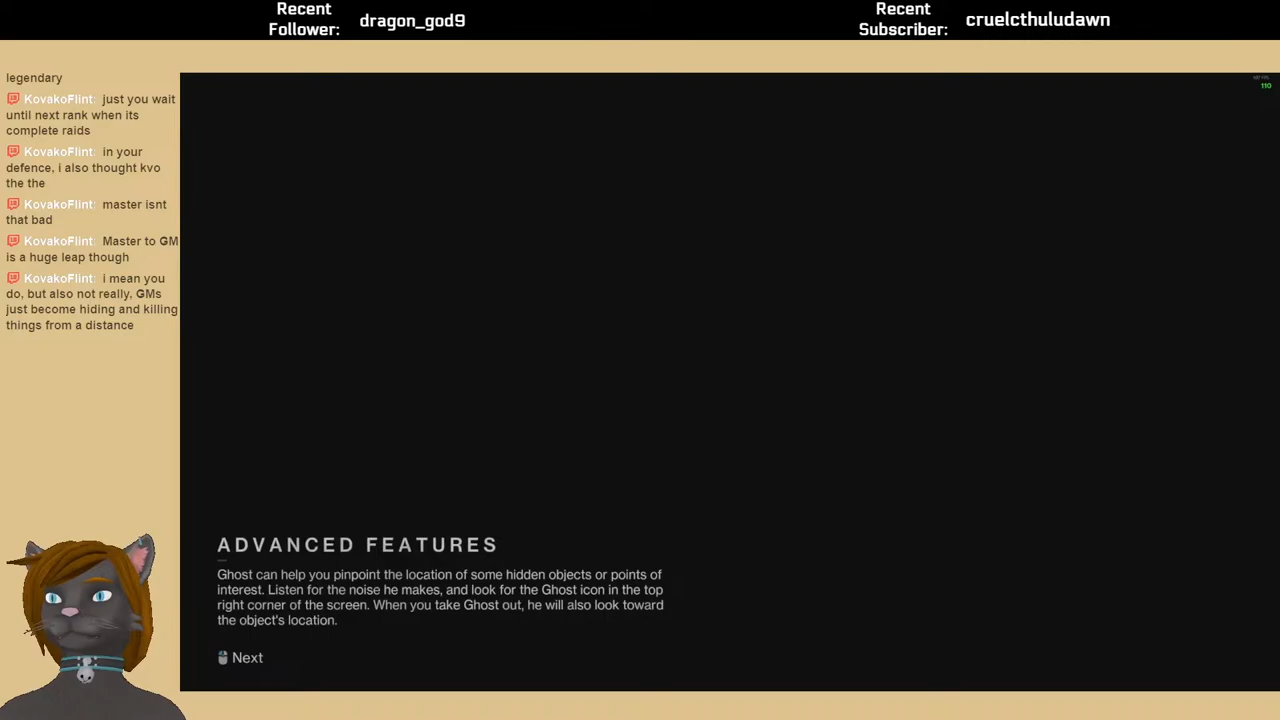 Recent
Follower:
dragon_god9
Recent
Subscriber:
cruelcthuludawn
legendary
KovakoFlint: just you wait
until next rank when its
complete raids
KovakoFlint: in your
defence, i also thought kvo
the the
KovakoFlint: master isnt
that bad
KovakoFlint: Master to GM
is a huge leap though
KovakoFlint: i mean you
do, but also not really, GMs
just become hiding and killing
things from a distance
110
ADVANCED FEATURES
Ghost can help you pinpoint the location of some hidden objects or points of
interest. Listen for the noise he makes, and look for the Ghost icon in the top
right corner of the screen. When you take Ghost out, he will also look toward
the object's location.
Next